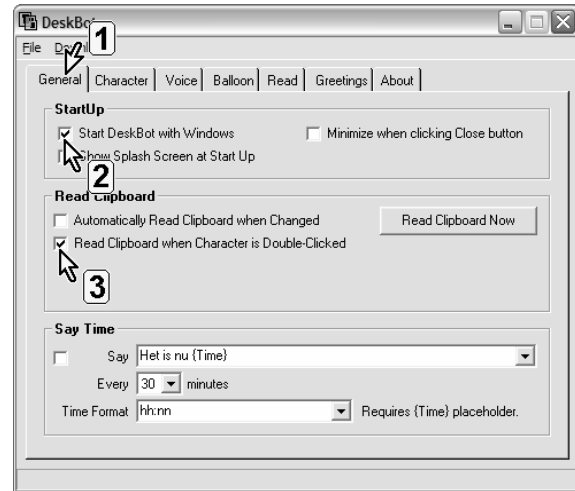 DeskBot
1
File
General Character Voice Balloon Read Greetings About
StartUp
Start DeskBot with Windows Minimize when clicking Close button
Show Splash Screen at Start Up
2
Read Clipboard
Automatically Read Clipboard when Changed Read Clipboard Now
Read Clipboard when Character is Double-Clicked
3
Say Time
Say Het is nu {Time}
Every 30 minutes
Time Format hh:nn Requires {Time} placeholder.